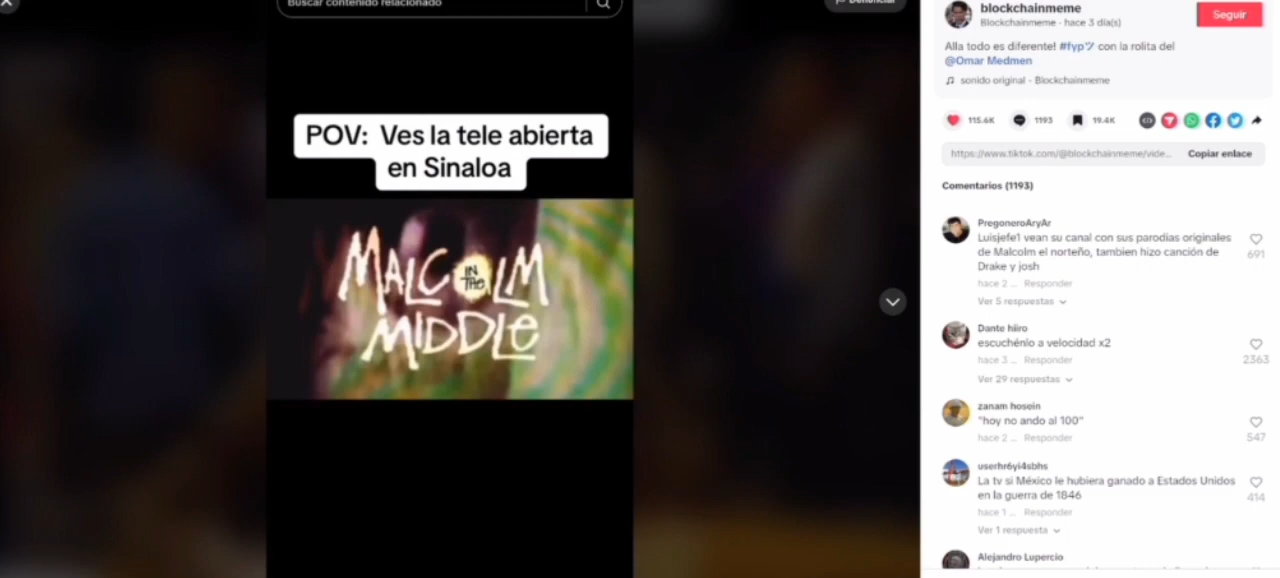 Buscar contenido relacionado
Denunciar
POV: Ves la tele abierta
en Sinaloa
MALCOLM
IN
THE
MIDDLE
blockchainmeme
Blockchainmeme · hace 3 día(s)
Seguir
Alla todo es diferente! #fypツ con la rolita del
@Omar Medmen
sonido original - Blockchainmeme
115.6K
1193
19.4K
https://www.tiktok.com/@blockchainmeme/vide...
Copiar enlace
Comentarios (1193)
PregoneroAryAr
Luisjefe1 vean su canal con sus parodias originales
de Malcolm el norteño, tambien hizo canción de
Drake y josh
691
hace 2 ... Responder
Ver 5 respuestas
Dante hiiro
escuchénlo a velocidad x2
2363
hace 3 ... Responder
Ver 29 respuestas
zanam hosein
"hoy no ando al 100"
547
hace 2 ... Responder
userhr6yi4sbhs
La tv si México le hubiera ganado a Estados Unidos
en la guerra de 1846
414
hace 1 ... Responder
Ver 1 respuesta
Alejandro Lupercio